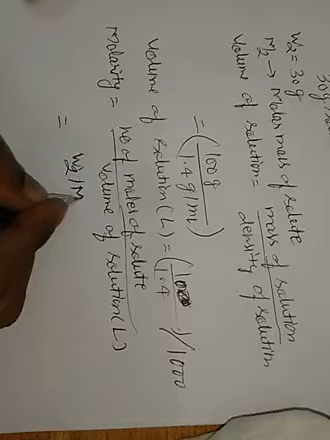 30g
W2 = 30g
M2 → Molar mass of solute
Volume of solution = mass of solution / density of solution
= (100g / 1.4 g/ml)
Volume of solution (L) = (100 / 1.4) / 1000
Molarity = no of moles of solute / Volume of solution (L)
= W2/M